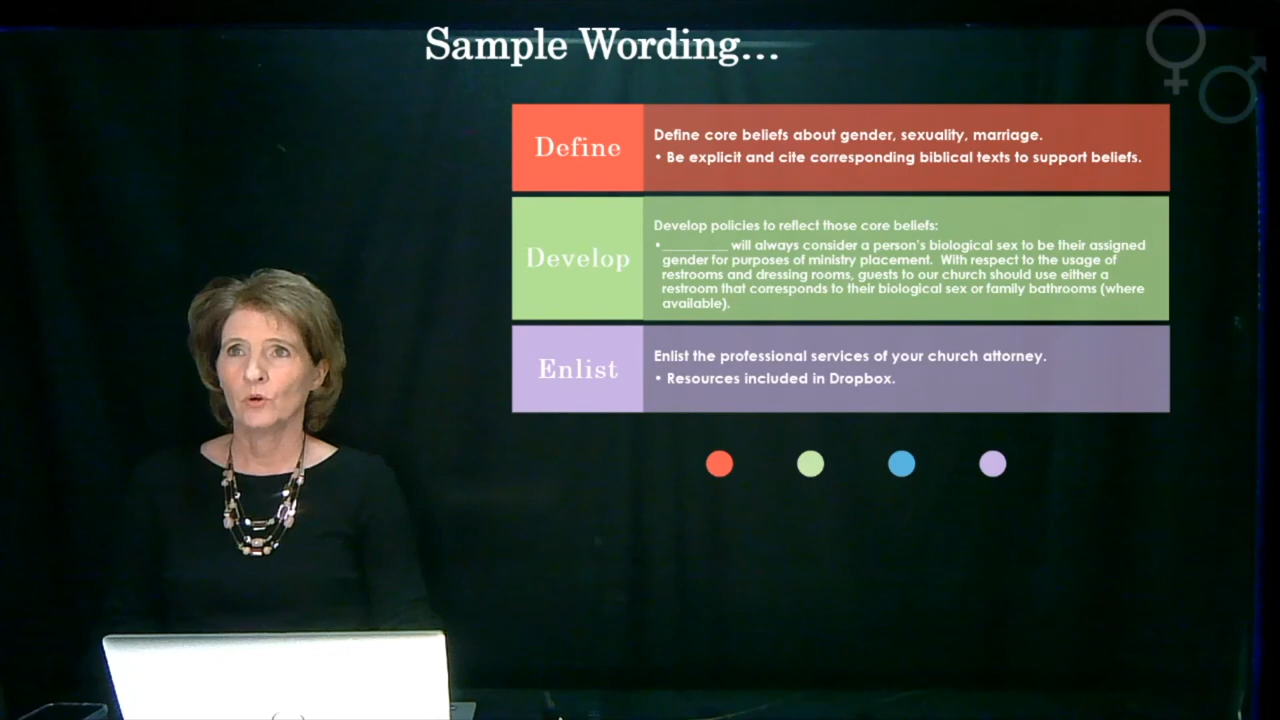 Sample Wording...
Define
Define core beliefs about gender, sexuality, marriage.
• Be explicit and cite corresponding biblical texts to support beliefs.
Develop
Develop policies to reflect those core beliefs:
•__________ will always consider a person's biological sex to be their assigned
gender for purposes of ministry placement. With respect to the usage of
restrooms and dressing rooms, guests to our church should use either a
restroom that corresponds to their biological sex or family bathrooms (where
available).
Enlist
Enlist the professional services of your church attorney.
• Resources included in Dropbox.